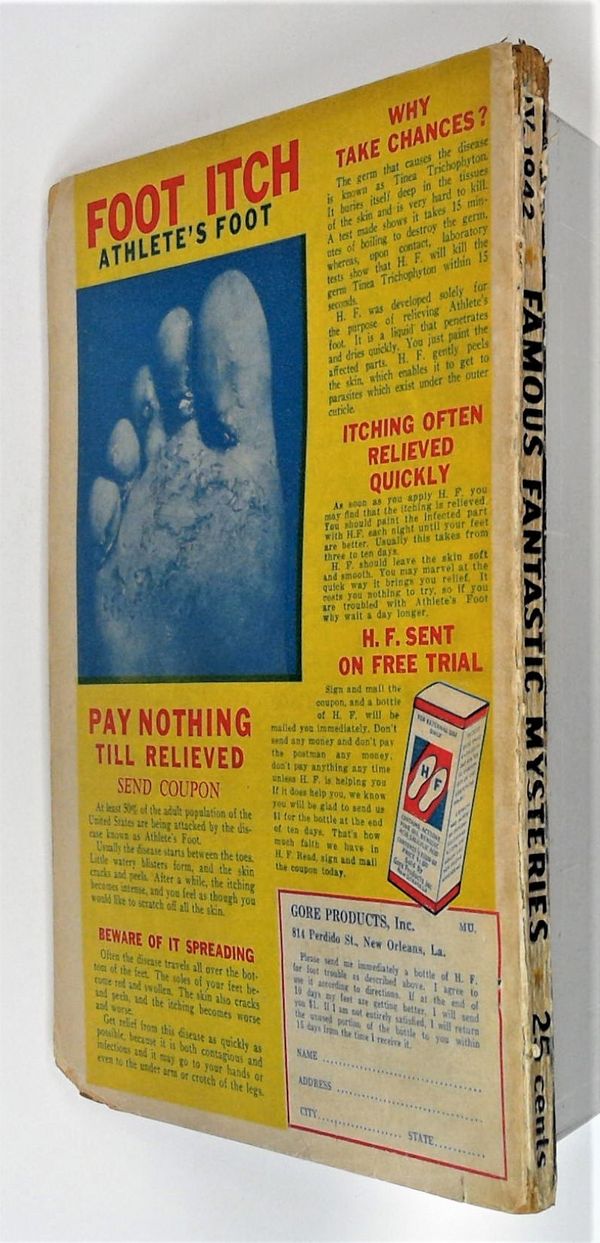 FOOT ITCH
ATHLETE'S FOOT
PAY NOTHING
TILL RELIEVED
SEND COUPON
At least 50% of the adult population of the
United States are being attacked by the dis-
ease known as Athlete's Foot.
Usually the disease starts between the toes.
Little watery blisters form, and the skin
cracks and peels. After a while, the itching
becomes intense, and you feel as though you
would like to scratch off all the skin.
BEWARE OF IT SPREADING
Often the disease travels all over the bot-
tom of the feet. The soles of your feet be-
come red and swollen. The skin also cracks
and peels, and the itching becomes worse
and worse.
Get relief from this disease as quickly as
possible, because it is both contagious and
infectious and it may go to your hands or
even to the under arm or crotch of the legs.
WHY
TAKE CHANCES?
The germ that causes the disease
is known as Tinea Trichophyton.
It buries itself deep in the tissues
of the skin and is very hard to kill.
A test made shows it takes 15 min-
utes of boiling to destroy the germ,
whereas, upon contact, laboratory
tests show that H. F. will kill the
germ Tinea Trichophyton within 15
seconds.
H. F. was developed solely for
the purpose of relieving Athlete's
foot. It is a liquid that penetrates
and dries quickly. You just paint the
affected parts. H. F. gently peels
the skin, which enables it to get to
parasites which exist under the outer
cuticle.
ITCHING OFTEN
RELIEVED
QUICKLY
As soon as you apply H. F. you
may find that the itching is relieved.
You should paint the infected part
with H.F. each night until your feet
are better. Usually this takes from
three to ten days.
H. F. should leave the skin soft
and smooth. You may marvel at the
quick way it brings you relief. It
costs you nothing to try, so if you
are troubled with Athlete's Foot
why wait a day longer.
H. F. SENT
ON FREE TRIAL
Sign and mail the
coupon, and a bottle
of H. F. will be
mailed you immediately. Don't
send any money and don't pay
the postman any money,
don't pay anything any time
unless H. F. is helping you
If it does help you, we know
you will be glad to send us
$1 for the bottle at the end
of ten days. That's how
much faith we have in
H. F. Read, sign and mail
the coupon today.
FOR EXTERNAL USE
ONLY
H F
Sold By
Gore Products Inc.
New Orleans La.
GORE PRODUCTS, Inc. MU.
814 Perdido St., New Orleans, La.
Please send me immediately a bottle of H. F.
for foot trouble as described above. I agree to
use it according to directions. If at the end of
10 days my feet are getting better, I will send
you $1. If I am not entirely satisfied, I will return
the unused portion of the bottle to you within
15 days from the time I receive it.
NAME
ADDRESS
CITY STATE
1942 FAMOUS FANTASTIC MYSTERIES 25 cents